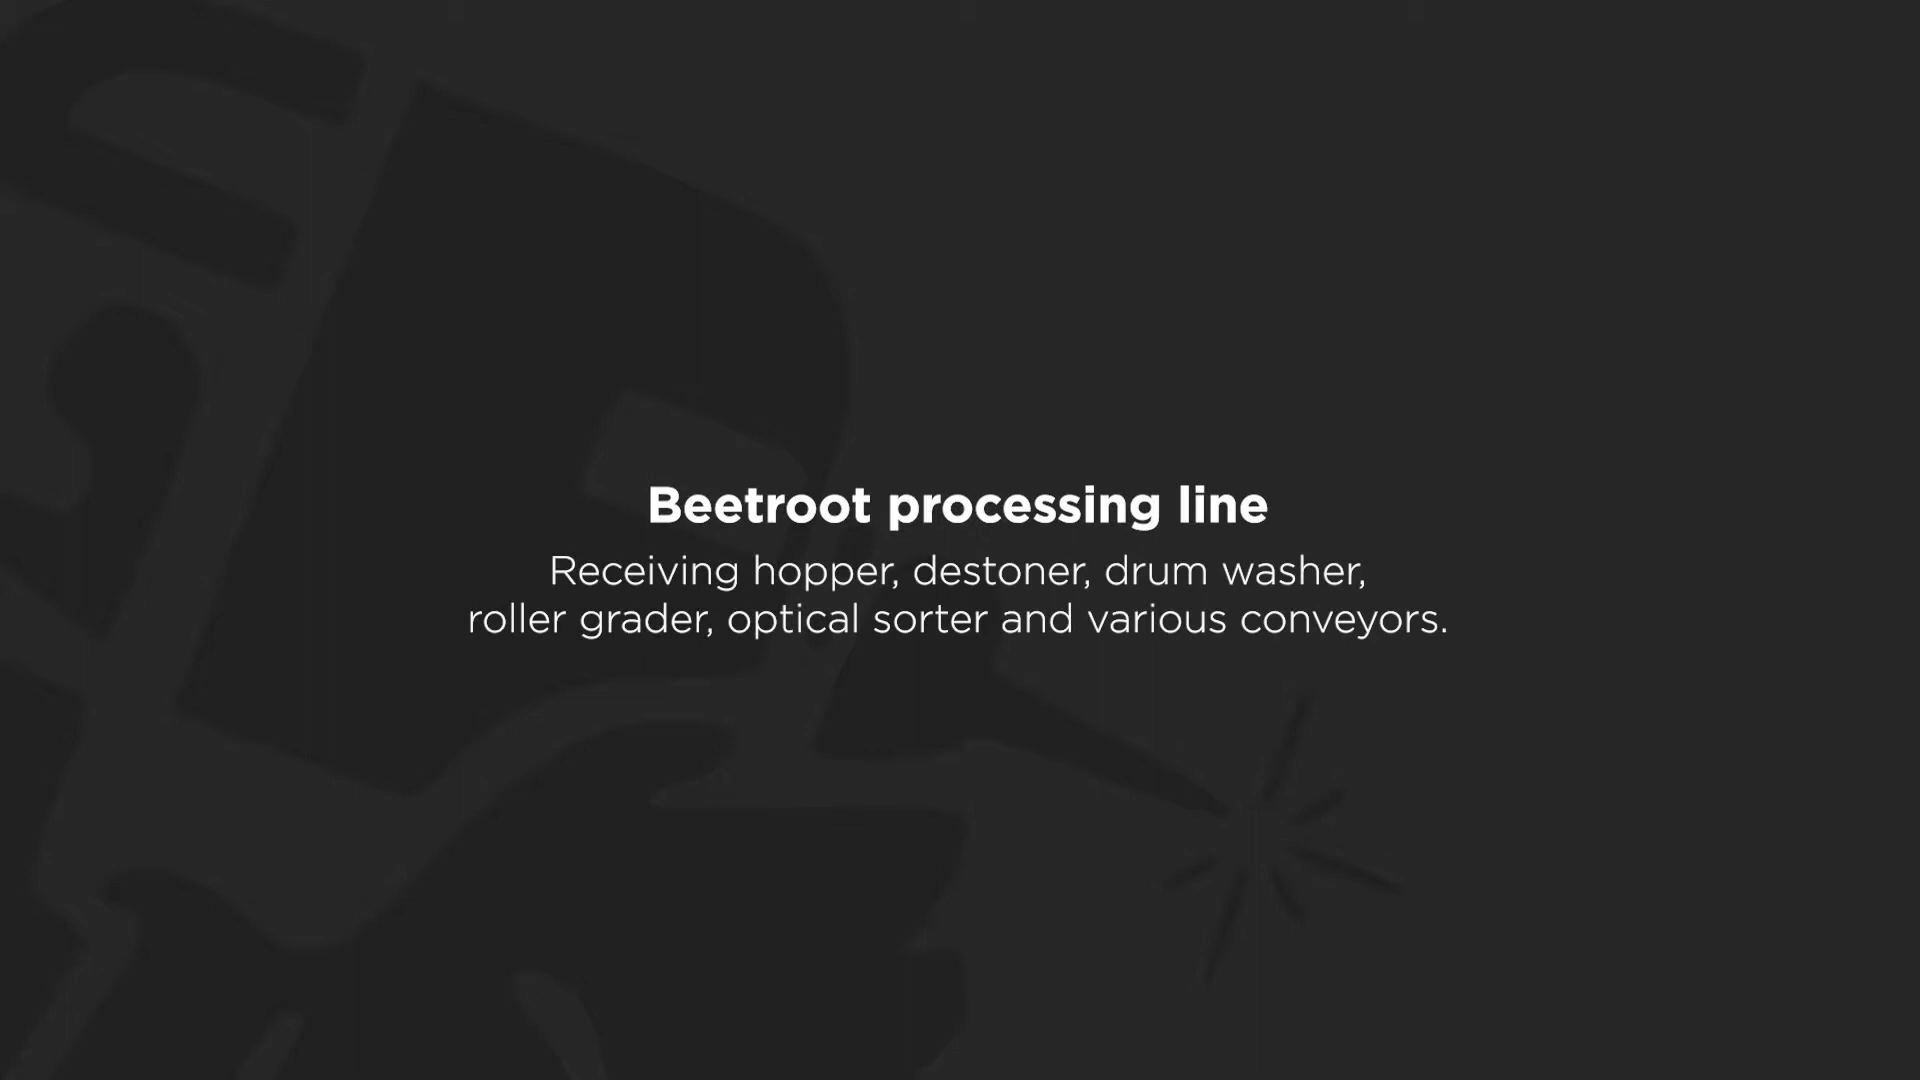 Beetroot processing line
Receiving hopper, destoner, drum washer,
roller grader, optical sorter and various conveyors.